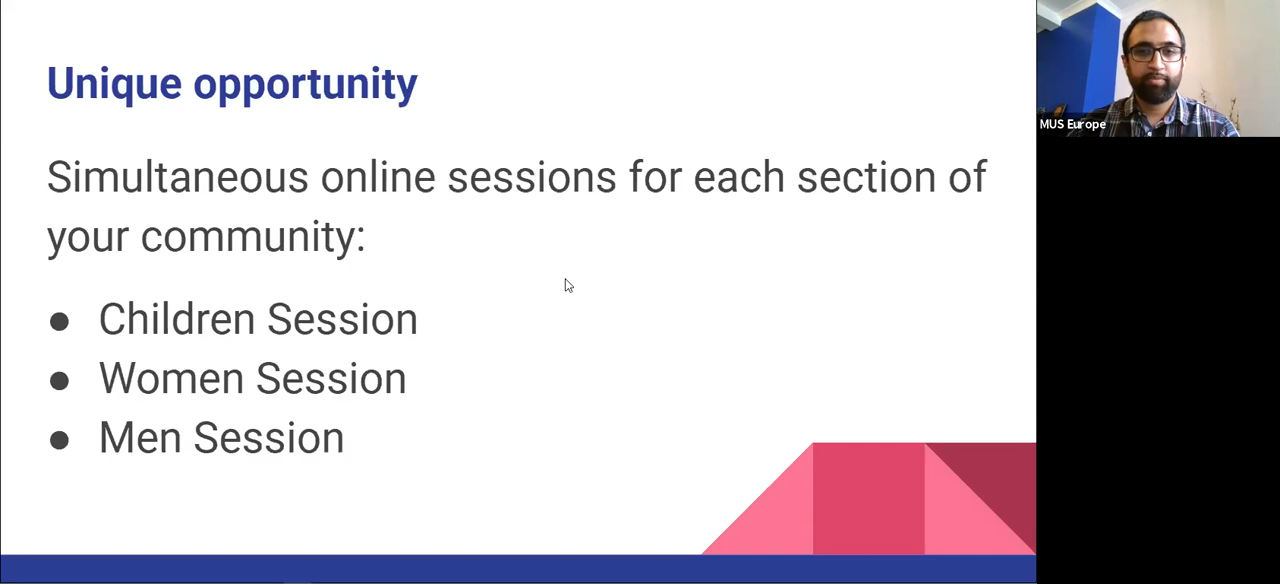 Unique opportunity
Simultaneous online sessions for each section of
your community:
● Children Session
● Women Session
● Men Session
MUS Europe